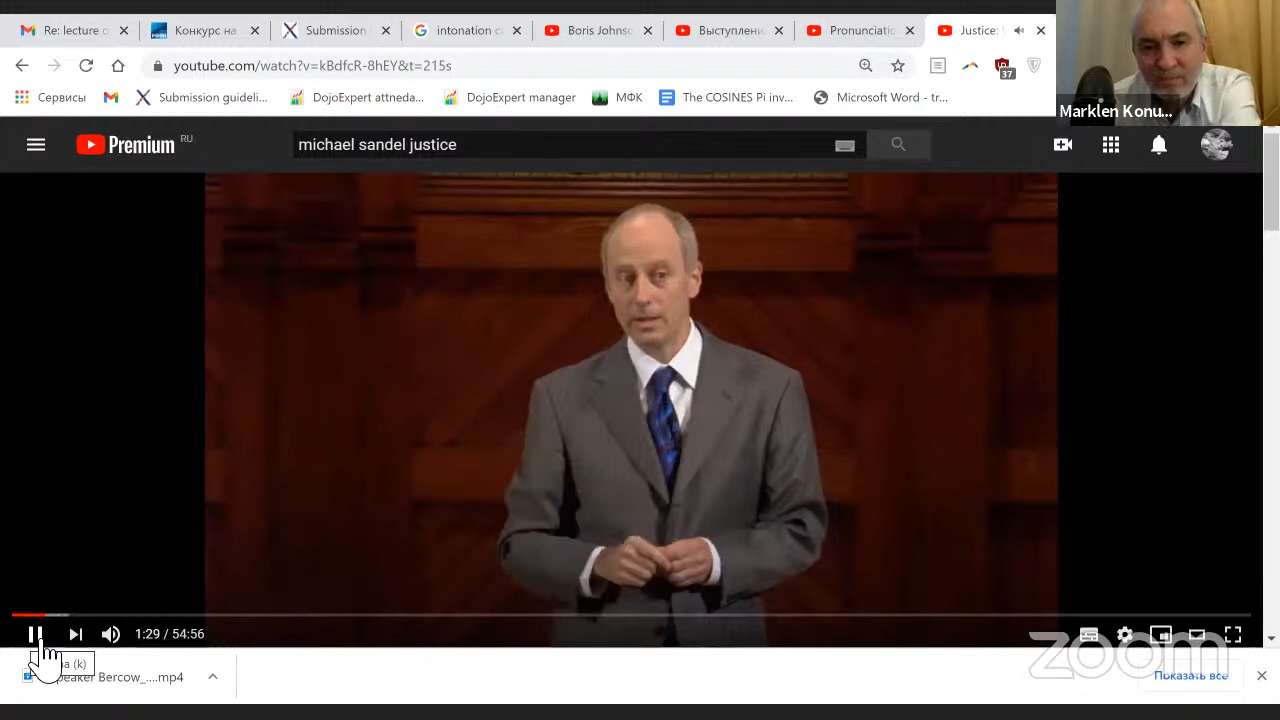 Re: lecture o
Конкурс на
Submission
intonation c
Boris Johnso
Выступлени
Pronunciatio
Justice:
youtube.com/watch?v=kBdfcR-8hEY&t=215s
37
Сервисы
Submission guideli...
DojoExpert attneda...
DojoExpert manager
МФК
The COSINES Pi inv...
Microsoft Word - tr...
Marklen Konu...
Premium RU
michael sandel justice
1:29 / 54:56
zoom
(k)
peaker Bercow_....mp4
Показать все